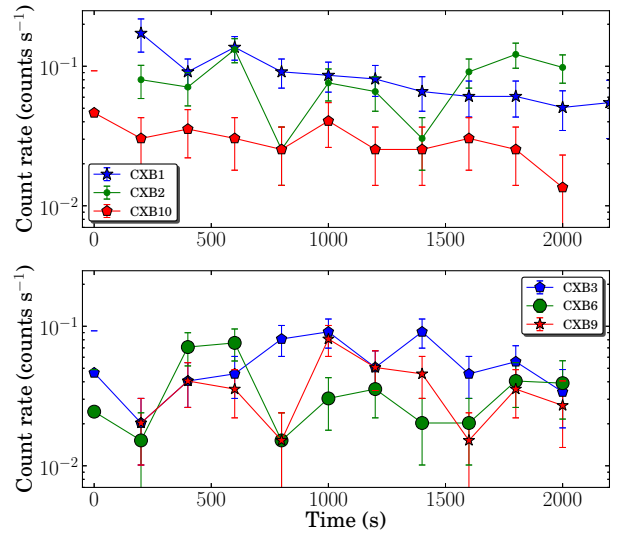 Count rate (counts s⁻¹)
10⁻¹
10⁻²
CXB1
CXB2
CXB10
0 500 1000 1500 2000
Count rate (counts s⁻¹)
10⁻¹
10⁻²
CXB3
CXB6
CXB9
0 500 1000 1500 2000
Time (s)